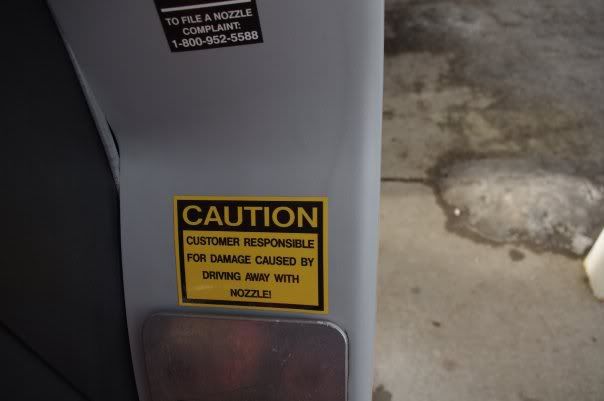 TO FILE A NOZZLE
COMPLAINT:
1-800-952-5588
CAUTION
CUSTOMER RESPONSIBLE
FOR DAMAGE CAUSED BY
DRIVING AWAY WITH
NOZZLE!